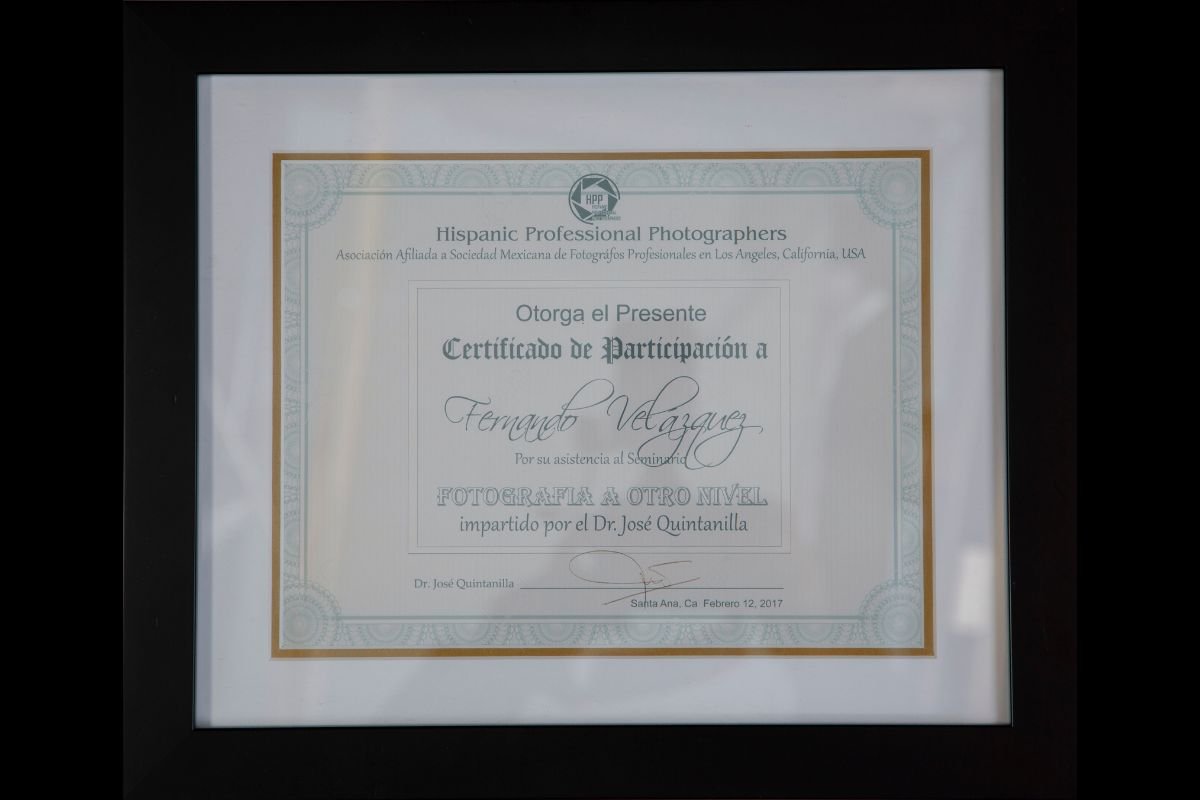 HPP
Hispanic Professional Photographers
Asociación Afiliada a Sociedad Mexicana de Fotográfos Profesionales en Los Angeles, California, USA
Otorga el Presente
Certificado de Participación a
Fernando Velázquez
Por su asistencia al Seminario
FOTOGRAFIA A OTRO NIVEL
impartido por el Dr. José Quintanilla
Dr. José Quintanilla
Santa Ana, Ca Febrero 12, 2017